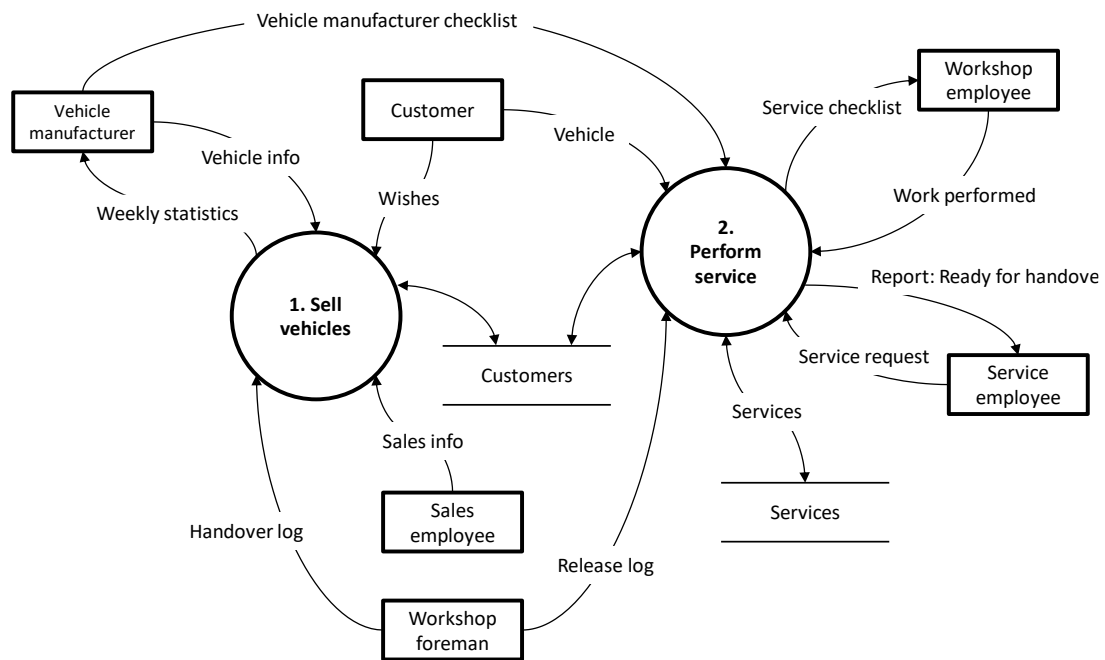 Vehicle manufacturer checklist
Vehicle
manufacturer
Customer
Workshop
employee
Service checklist
Vehicle
Vehicle info
Wishes
Work performed
Weekly statistics
2.
Perform
service
1. Sell
vehicles
Report: Ready for handove
Service request
Customers
Service
employee
Services
Sales info
Services
Sales
employee
Handover log
Release log
Workshop
foreman